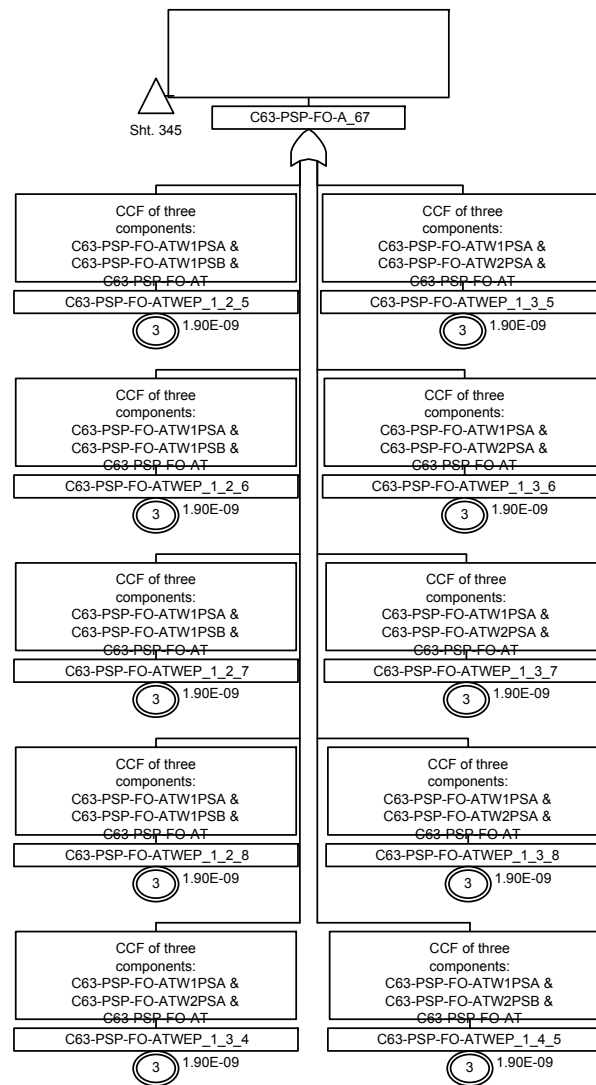 Sht. 345
C63-PSP-FO-A_67
CCF of three
components:
C63-PSP-FO-ATW1PSA &
C63-PSP-FO-ATW1PSB &
C63-PSP-FO-AT
C63-PSP-FO-ATWEP_1_2_5
3
1.90E-09
CCF of three
components:
C63-PSP-FO-ATW1PSA &
C63-PSP-FO-ATW2PSA &
C63-PSP-FO-AT
C63-PSP-FO-ATWEP_1_3_5
3
1.90E-09
CCF of three
components:
C63-PSP-FO-ATW1PSA &
C63-PSP-FO-ATW1PSB &
C63-PSP-FO-AT
C63-PSP-FO-ATWEP_1_2_6
3
1.90E-09
CCF of three
components:
C63-PSP-FO-ATW1PSA &
C63-PSP-FO-ATW2PSA &
C63-PSP-FO-AT
C63-PSP-FO-ATWEP_1_3_6
3
1.90E-09
CCF of three
components:
C63-PSP-FO-ATW1PSA &
C63-PSP-FO-ATW1PSB &
C63-PSP-FO-AT
C63-PSP-FO-ATWEP_1_2_7
3
1.90E-09
CCF of three
components:
C63-PSP-FO-ATW1PSA &
C63-PSP-FO-ATW2PSA &
C63-PSP-FO-AT
C63-PSP-FO-ATWEP_1_3_7
3
1.90E-09
CCF of three
components:
C63-PSP-FO-ATW1PSA &
C63-PSP-FO-ATW1PSB &
C63-PSP-FO-AT
C63-PSP-FO-ATWEP_1_2_8
3
1.90E-09
CCF of three
components:
C63-PSP-FO-ATW1PSA &
C63-PSP-FO-ATW2PSA &
C63-PSP-FO-AT
C63-PSP-FO-ATWEP_1_3_8
3
1.90E-09
CCF of three
components:
C63-PSP-FO-ATW1PSA &
C63-PSP-FO-ATW2PSA &
C63-PSP-FO-AT
C63-PSP-FO-ATWEP_1_3_4
3
1.90E-09
CCF of three
components:
C63-PSP-FO-ATW1PSA &
C63-PSP-FO-ATW2PSB &
C63-PSP-FO-AT
C63-PSP-FO-ATWEP_1_4_5
3
1.90E-09